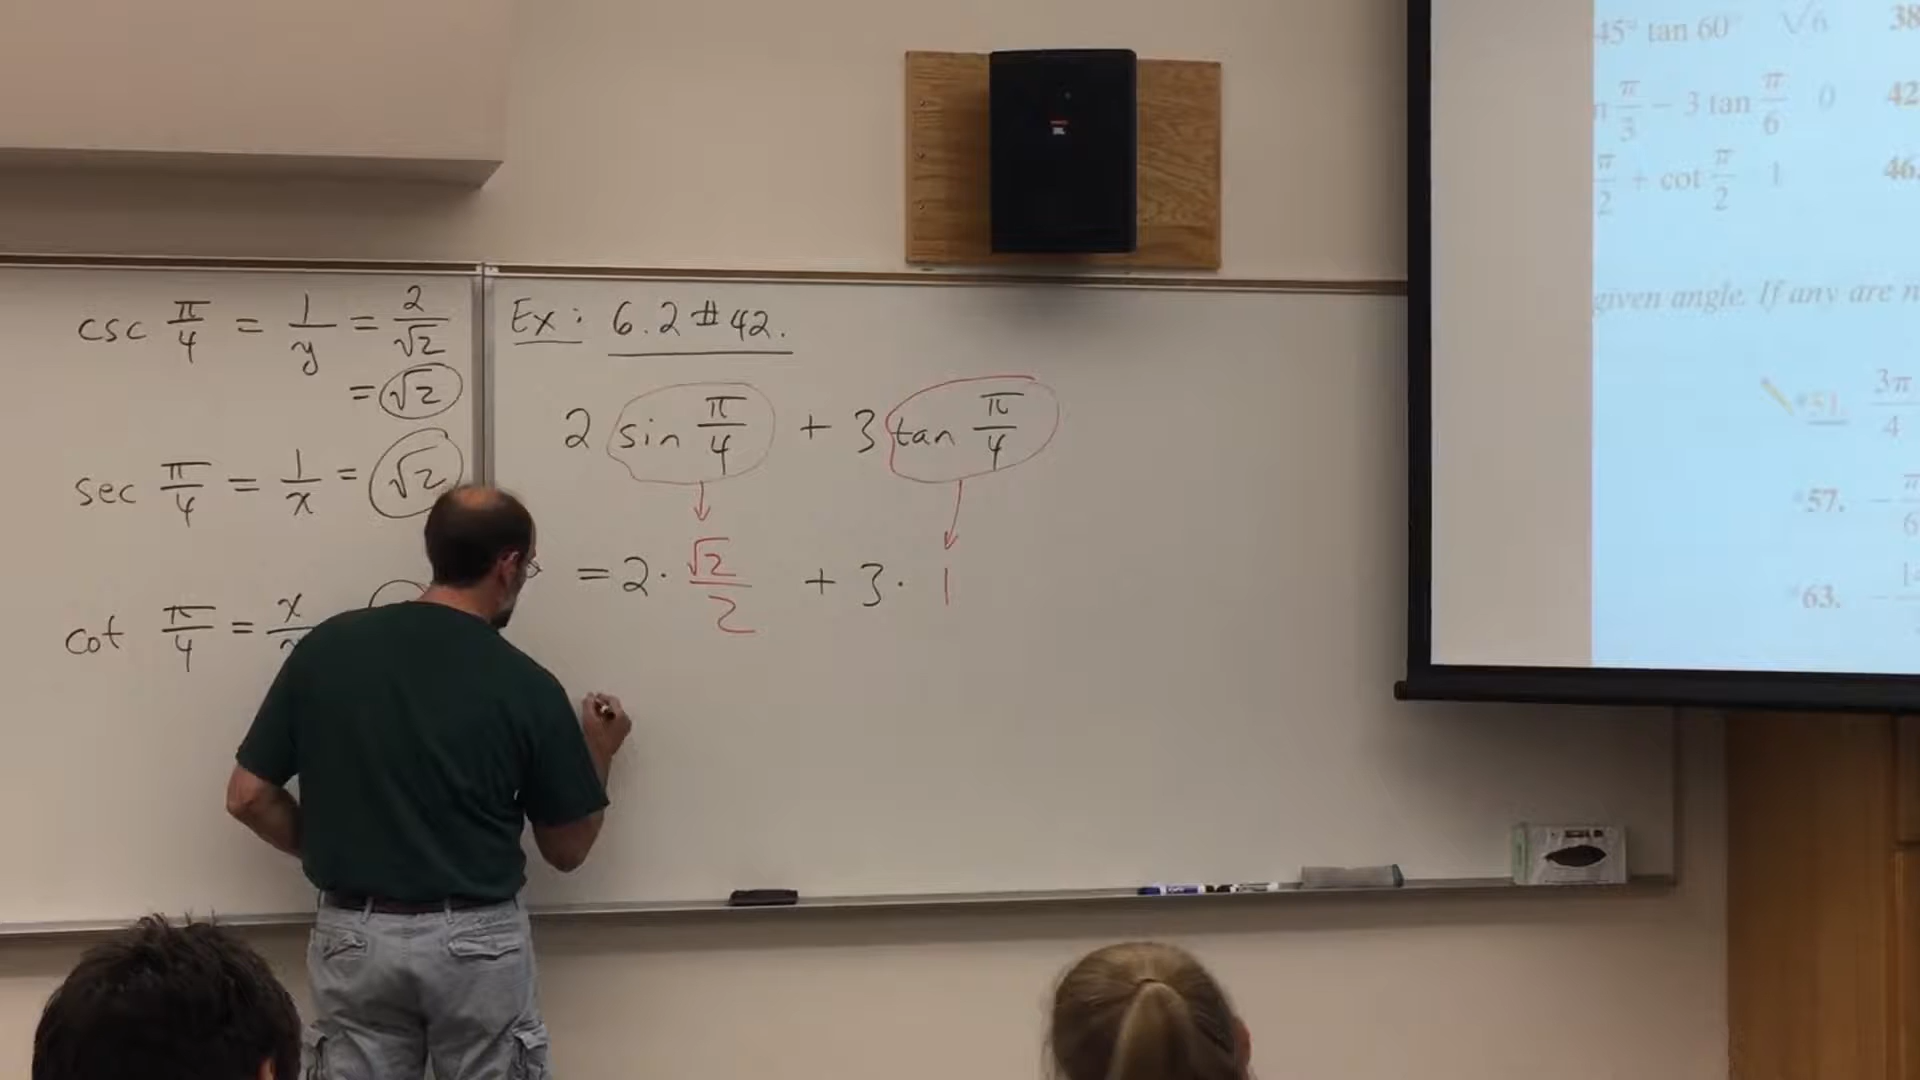 csc π/4 = 1/y = 2/√2
= √2
sec π/4 = 1/x = √2
cot π/4 = x/
Ex: 6.2 #42.
2 sin π/4 + 3 tan π/4
= 2 · √2/2 + 3 · 1
45° tan 60° √6 38
π/3 − 3 tan π/6 0 42
π/2 + cot π/2 1 46.
given angle. If any are
*51. 3π/4
*57. − π/6
*63. −